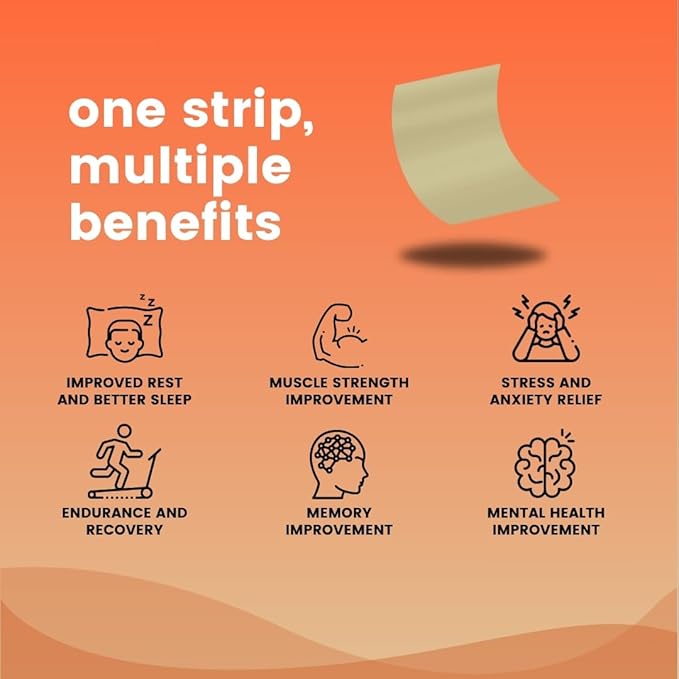 one strip,
multiple
benefits
z z
z
IMPROVED REST
AND BETTER SLEEP
MUSCLE STRENGTH
IMPROVEMENT
STRESS AND
ANXIETY RELIEF
ENDURANCE AND
RECOVERY
MEMORY
IMPROVEMENT
MENTAL HEALTH
IMPROVEMENT